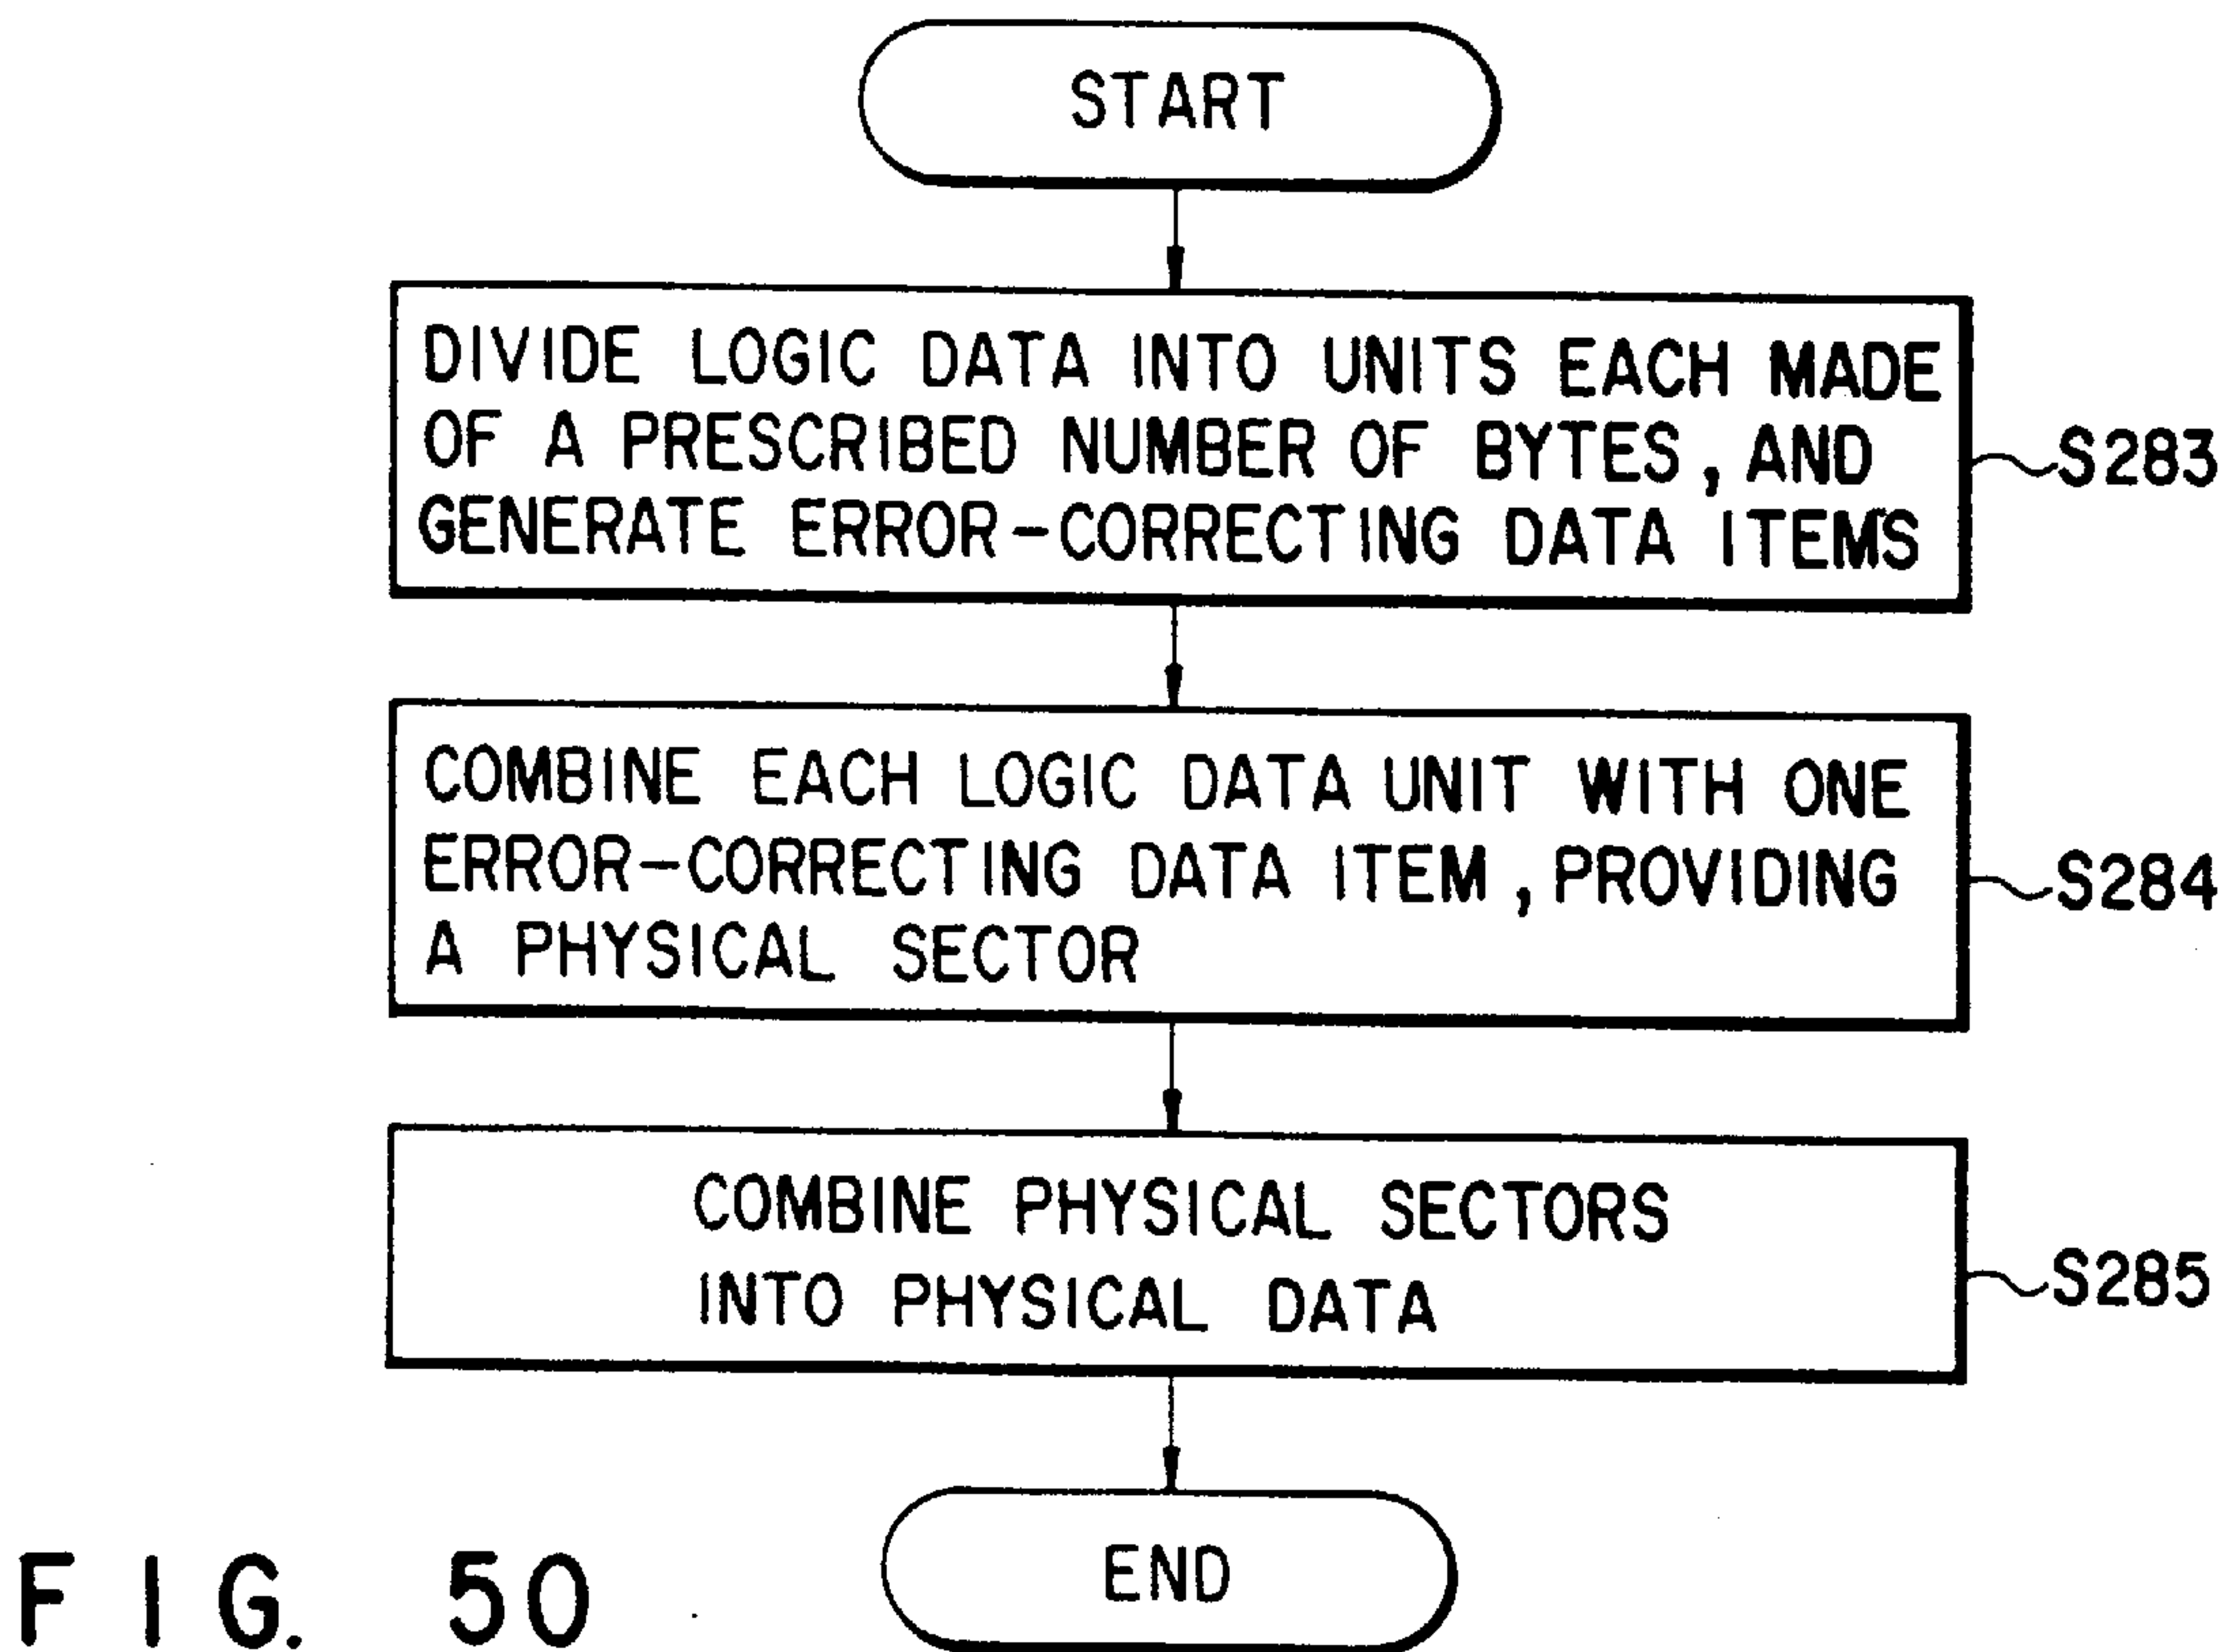 START
DIVIDE LOGIC DATA INTO UNITS EACH MADE
OF A PRESCRIBED NUMBER OF BYTES, AND
GENERATE ERROR-CORRECTING DATA ITEMS
S283
COMBINE EACH LOGIC DATA UNIT WITH ONE
ERROR-CORRECTING DATA ITEM, PROVIDING
A PHYSICAL SECTOR
S284
COMBINE PHYSICAL SECTORS
INTO PHYSICAL DATA
S285
END
FIG. 50